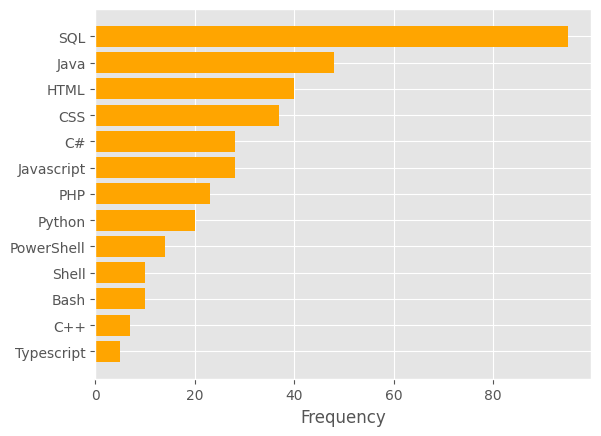 SQL
Java
HTML
CSS
C#
Javascript
PHP
Python
PowerShell
Shell
Bash
C++
Typescript
0 20 40 60 80
Frequency